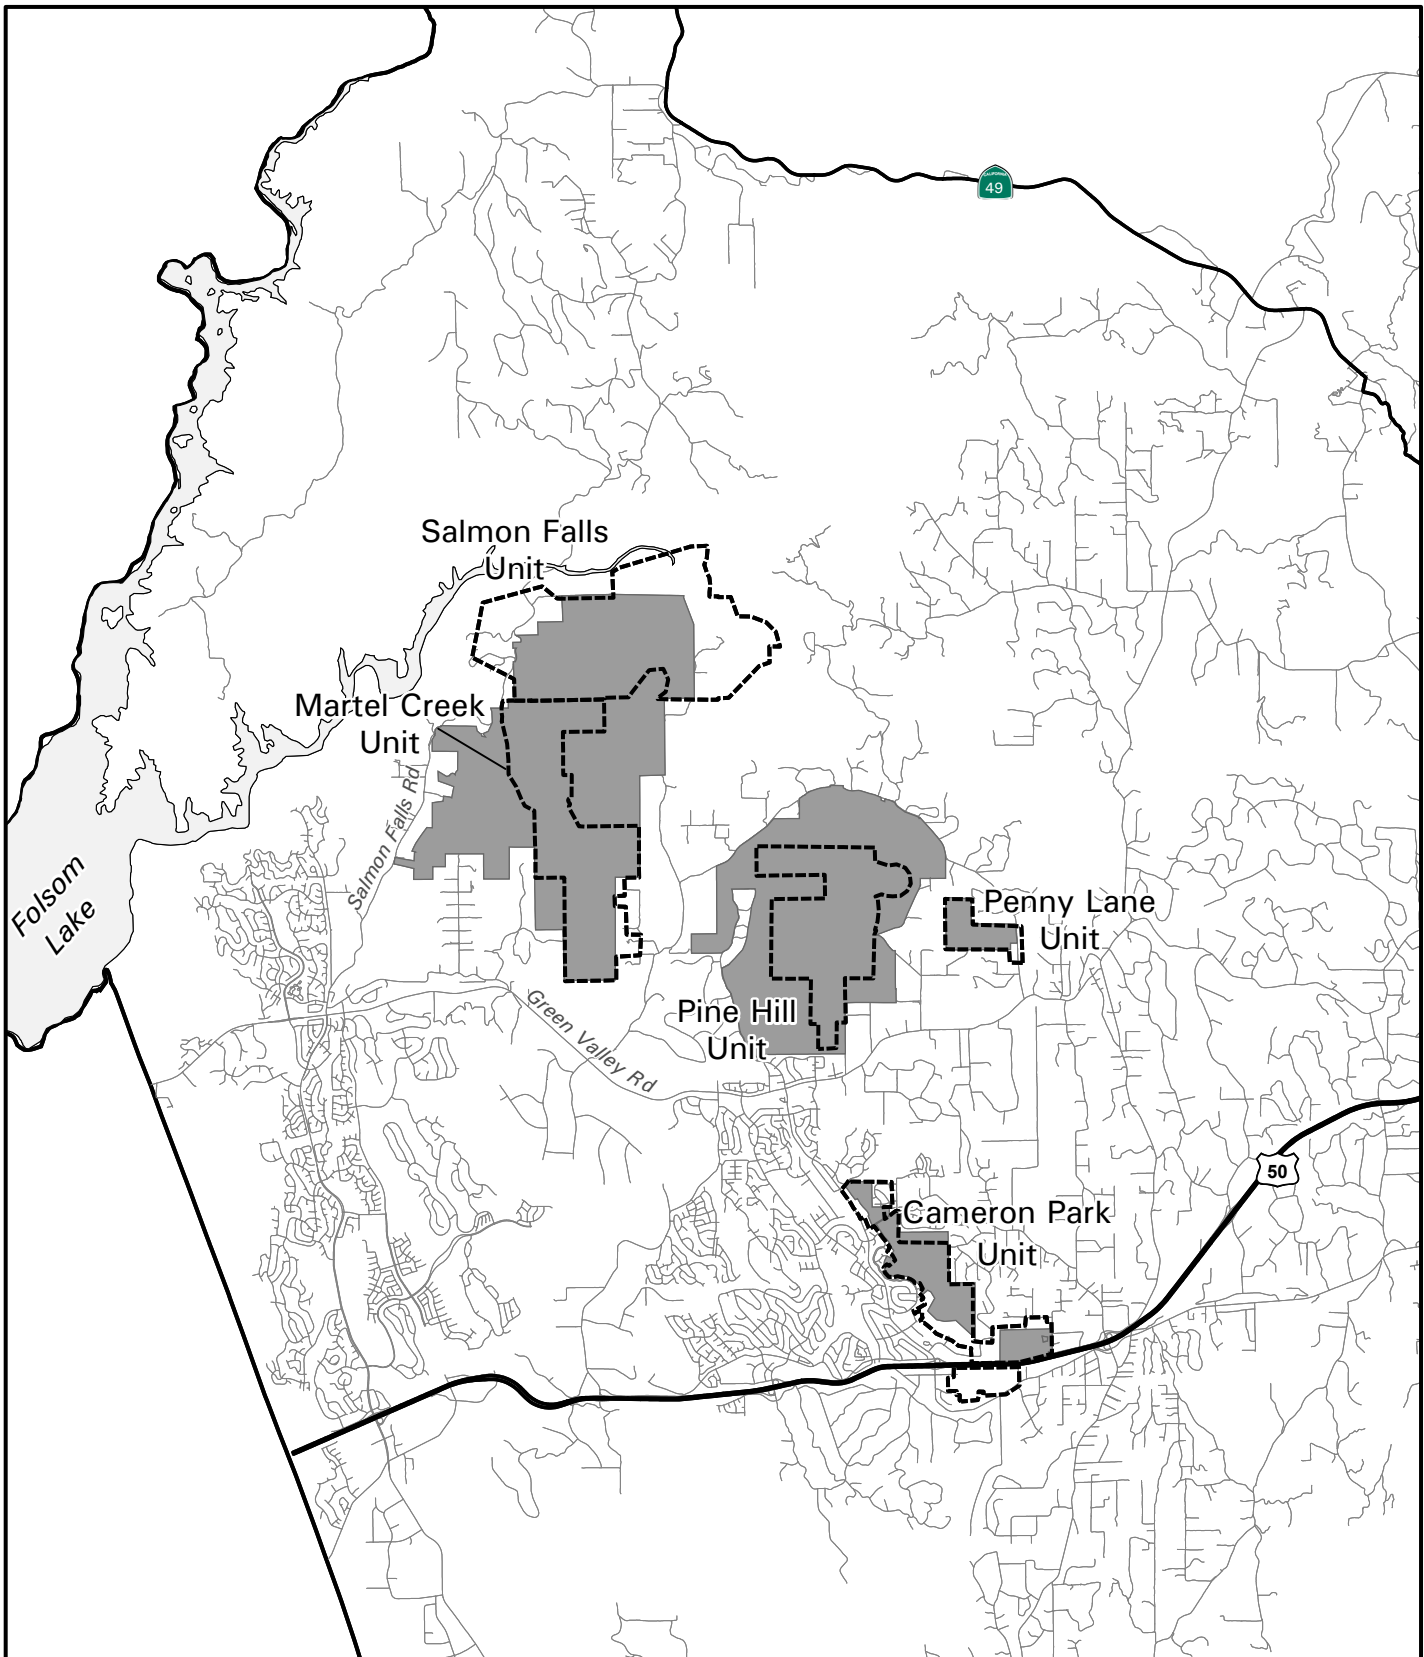 CALIFORNIA
49
Salmon Falls
Unit
Martel Creek
Unit
Salmon Falls Rd
Folsom
Lake
Penny Lane
Unit
Pine Hill
Unit
Green Valley Rd
50
Cameron Park
Unit